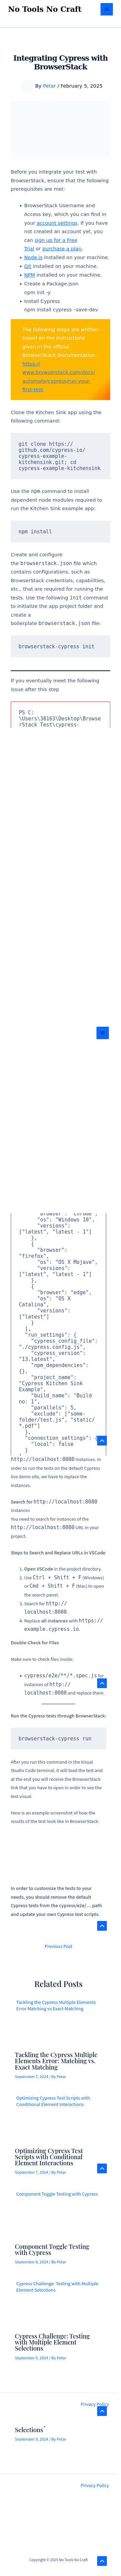 No Tools No Craft
Integrating Cypress with
BrowserStack
By Petar / February 5, 2025
Before you integrate your test with
BrowserStack, ensure that the following
prerequisites are met:
• BrowserStack Username and
Access key, which you can find in
your account settings. If you have
not created an account yet, you
can sign up for a Free
Trial or purchase a plan.
• Node js installed on your machine.
• Git installed on your machine.
• NPM installed on your machine.
• Create a Package.json
npm init -y
• Install Cypress
npm install cypress -save-dev
The following steps are written
based on the instructions
given in the official
BrowserStack Documentation:
https://
www.browserstack.com/docs/
automate/cypress/run-your-
first-test
Clone the Kitchen Sink app using the
following command:
git clone https://
github.com/cypress-io/
cypress-example-
kitchensink.git; cd
cypress-example-kitchensink
Use the npm command to install
dependent node modules required to
run the sample project.
npm install
Create and configure
the browserstack.json file which
contains configurations, such as
BrowserStack credentials, capabilities,
etc., that are required for running the
tests. Use the following init command
to initialize the app project folder and
create a
boilerplate browserstack.json file.
browserstack-cypress init
If you eventually meet the following
issue after this step
PS C:
\Users\38163\Desktop\Browse
rStack Test\cypress-
"browser": "chrome",
"os": "Windows 10",
"versions":
["latest", "latest - 1"]
},
{
"browser":
"firefox",
"os": "OS X Mojave",
"versions":
["latest", "latest - 1"]
},
{
"browser": "edge",
"os": "OS X
Catalina",
"versions":
["latest"]
}
],
"run_settings": {
"cypress_config_file":
"./cypress.config.js",
"cypress_version":
"13.latest",
"npm_dependencies":
{},
"project_name":
"Cypress Kitchen Sink
Example",
"build_name": "Build
no: 1",
"parallels": 5,
"exclude": ["some-
folder/test.js", "static/
*.pdf"]
},
"connection_settings": {
"local": false
}
http://localhost:8080 instances. In
order to run the tests on the default Cypress
live demo site, we have to replace the
instances.
Search for http://localhost:8080
instances
You need to search for instances of the
http://localhost:8080 URL in your
project.
Steps to Search and Replace URLs in VSCode
1. Open VSCode in the project directory.
2. Use Ctrl + Shift + F (Windows)
or Cmd + Shift + F (Mac) to open
the search panel.
3. Search for http://
localhost:8080.
4. Replace all instances with https://
example.cypress.io.
Double-Check for Files
Make sure to check files inside:
• cypress/e2e/**/*.spec.js for
instances of http://
localhost:8080 and replace them.
Run the Cypress tests through BrowserStack:
browserstack-cypress run
After you run this command in the Visual
Studio Code terminal, it will load the test and
at the end you will receive the BrowserStack
link that you have to open in order to see the
test visual.
Here is an example screenshot of how the
results of the test look like in BrowserStack:
In order to customize the tests to your
needs, you should remove the default
Cypress tests from the cypress/e2e/ ... path
and update your own Cypress test scripts.
Previous Post
Related Posts
Tackling the Cypress Multiple Elements
Error: Matching vs. Exact Matching
Tackling the Cypress Multiple
Elements Error: Matching vs.
Exact Matching
September 7, 2024 / By Petar
Optimizing Cypress Test Scripts with
Conditional Element Interactions
Optimizing Cypress Test
Scripts with Conditional
Element Interactions
September 7, 2024 / By Petar
Component Toggle Testing with Cypress
Component Toggle Testing
with Cypress
September 8, 2024 / By Petar
Cypress Challenge: Testing with Multiple
Element Selections
Cypress Challenge: Testing
with Multiple Element
Selections
September 9, 2024 / By Petar
Privacy Policy
Selections
September 9, 2024 / By Petar
Privacy Policy
Copyright © 2025 No Tools No Craft